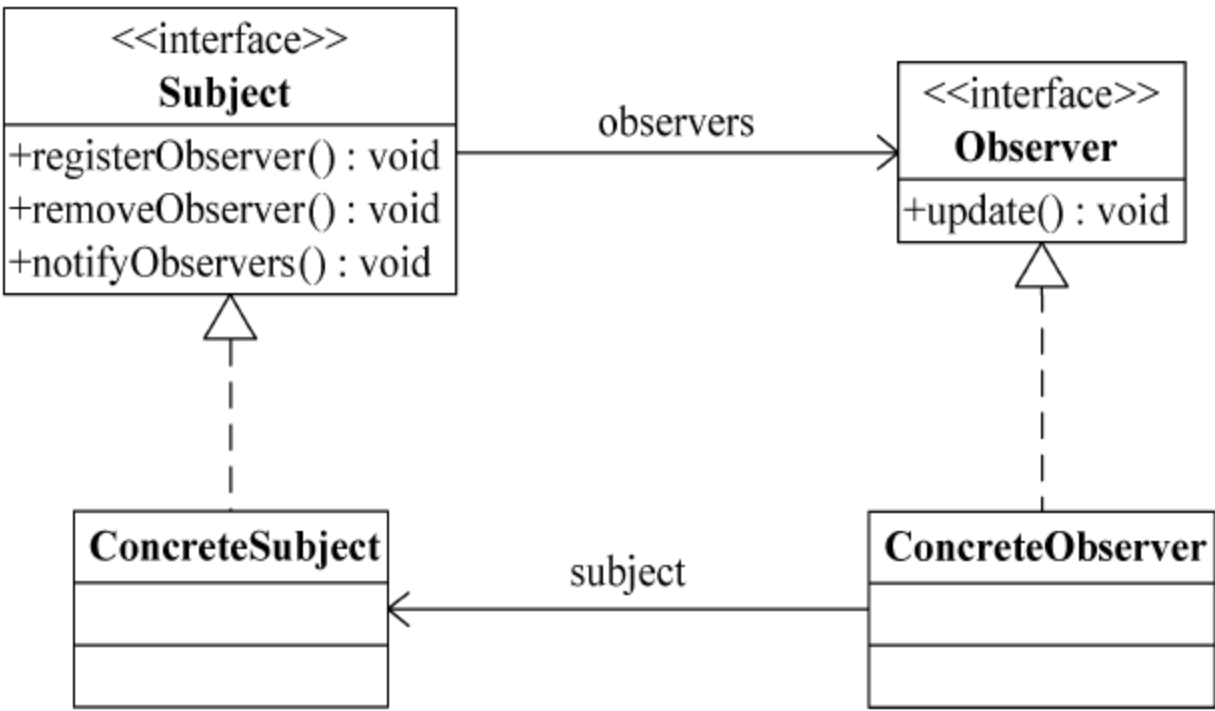 <<interface>>
Subject
+registerObserver() : void
+removeObserver() : void
+notifyObservers() : void
observers
<<interface>>
Observer
+update() : void
ConcreteSubject
subject
ConcreteObserver